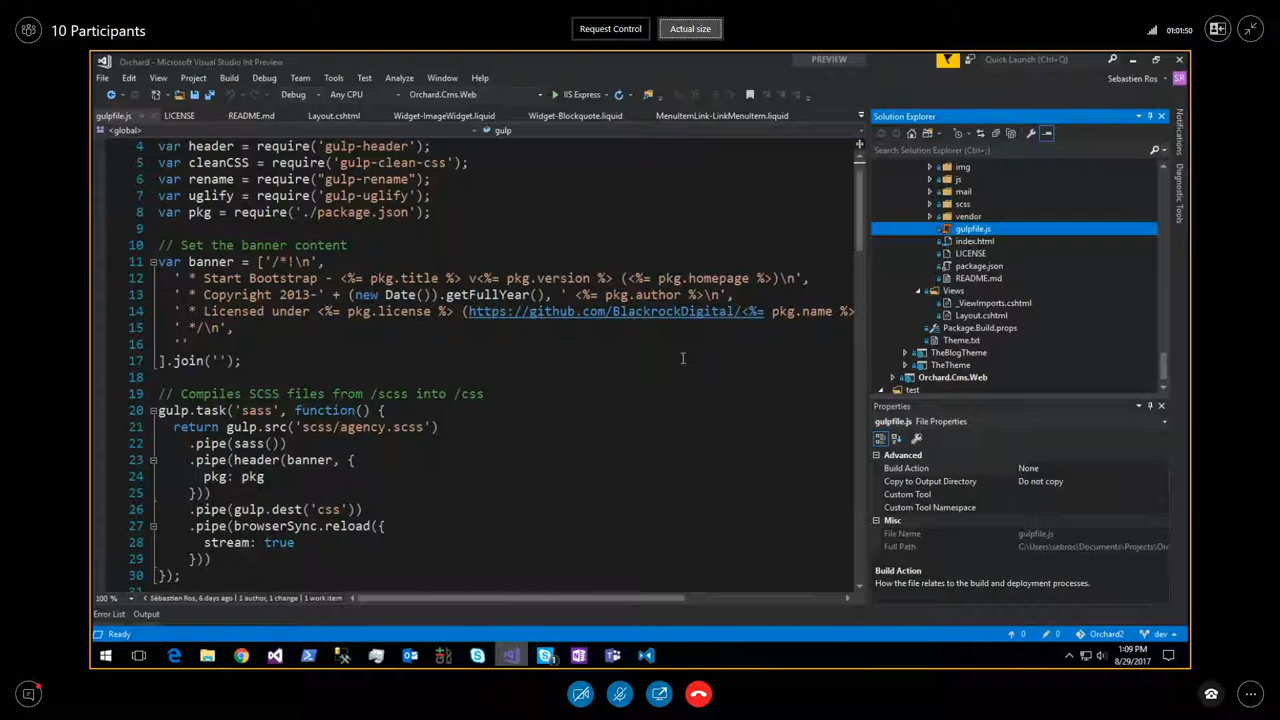 10 Participants
Request Control
Actual size
01:01:50
Orchard - Microsoft Visual Studio Int Preview
PREVIEW
Quick Launch (Ctrl+;)
File Edit View Project Build Debug Team Tools Test Analyze Window Help
Sebastien Ros
SR
Debug Any CPU Orchard.Cms.Web IIS Express
gulpfile.js LICENSE README.md Layout.cshtml Widget-ImageWidget.liquid Widget-Blockquote.liquid MenuItemLink-LinkMenuItem.liquid
<global> gulp
4 var header = require('gulp-header');
5 var cleanCSS = require('gulp-clean-css');
6 var rename = require("gulp-rename");
7 var uglify = require('gulp-uglify');
8 var pkg = require('./package.json');
9
10 // Set the banner content
11 var banner = ['/*!\n',
12 ' * Start Bootstrap - <%= pkg.title %> v<%= pkg.version %> (<%= pkg.homepage %>)\n',
13 ' * Copyright 2013-' + (new Date()).getFullYear(), ' <%= pkg.author %>\n',
14 ' * Licensed under <%= pkg.license %> (https://github.com/BlackrockDigital/<%= pkg.name %>
15 ' */\n',
16 ''
17 ].join('');
18
19 // Compiles SCSS files from /scss into /css
20 gulp.task('sass', function() {
21 return gulp.src('scss/agency.scss')
22 .pipe(sass())
23 .pipe(header(banner, {
24 pkg: pkg
25 }))
26 .pipe(gulp.dest('css'))
27 .pipe(browserSync.reload({
28 stream: true
29 }))
30 });
100 % Sébastien Ros, 6 days ago | 1 author, 1 change | 1 work item
Error List Output
Solution Explorer
Search Solution Explorer (Ctrl+;)
img
js
mail
scss
vendor
gulpfile.js
index.html
LICENSE
package.json
README.md
Views
_ViewImports.cshtml
Layout.cshtml
Package.Build.props
Theme.txt
TheBlogTheme
TheTheme
Orchard.Cms.Web
test
Properties
gulpfile.js File Properties
Advanced
Build Action None
Copy to Output Directory Do not copy
Custom Tool
Custom Tool Namespace
Misc
File Name gulpfile.js
Full Path C:\Users\sebros\Documents\Projects\Orc
Build Action
How the file relates to the build and deployment processes.
Notifications
Diagnostic Tools
Ready
0 0 Orchard2 dev
1:09 PM
8/29/2017